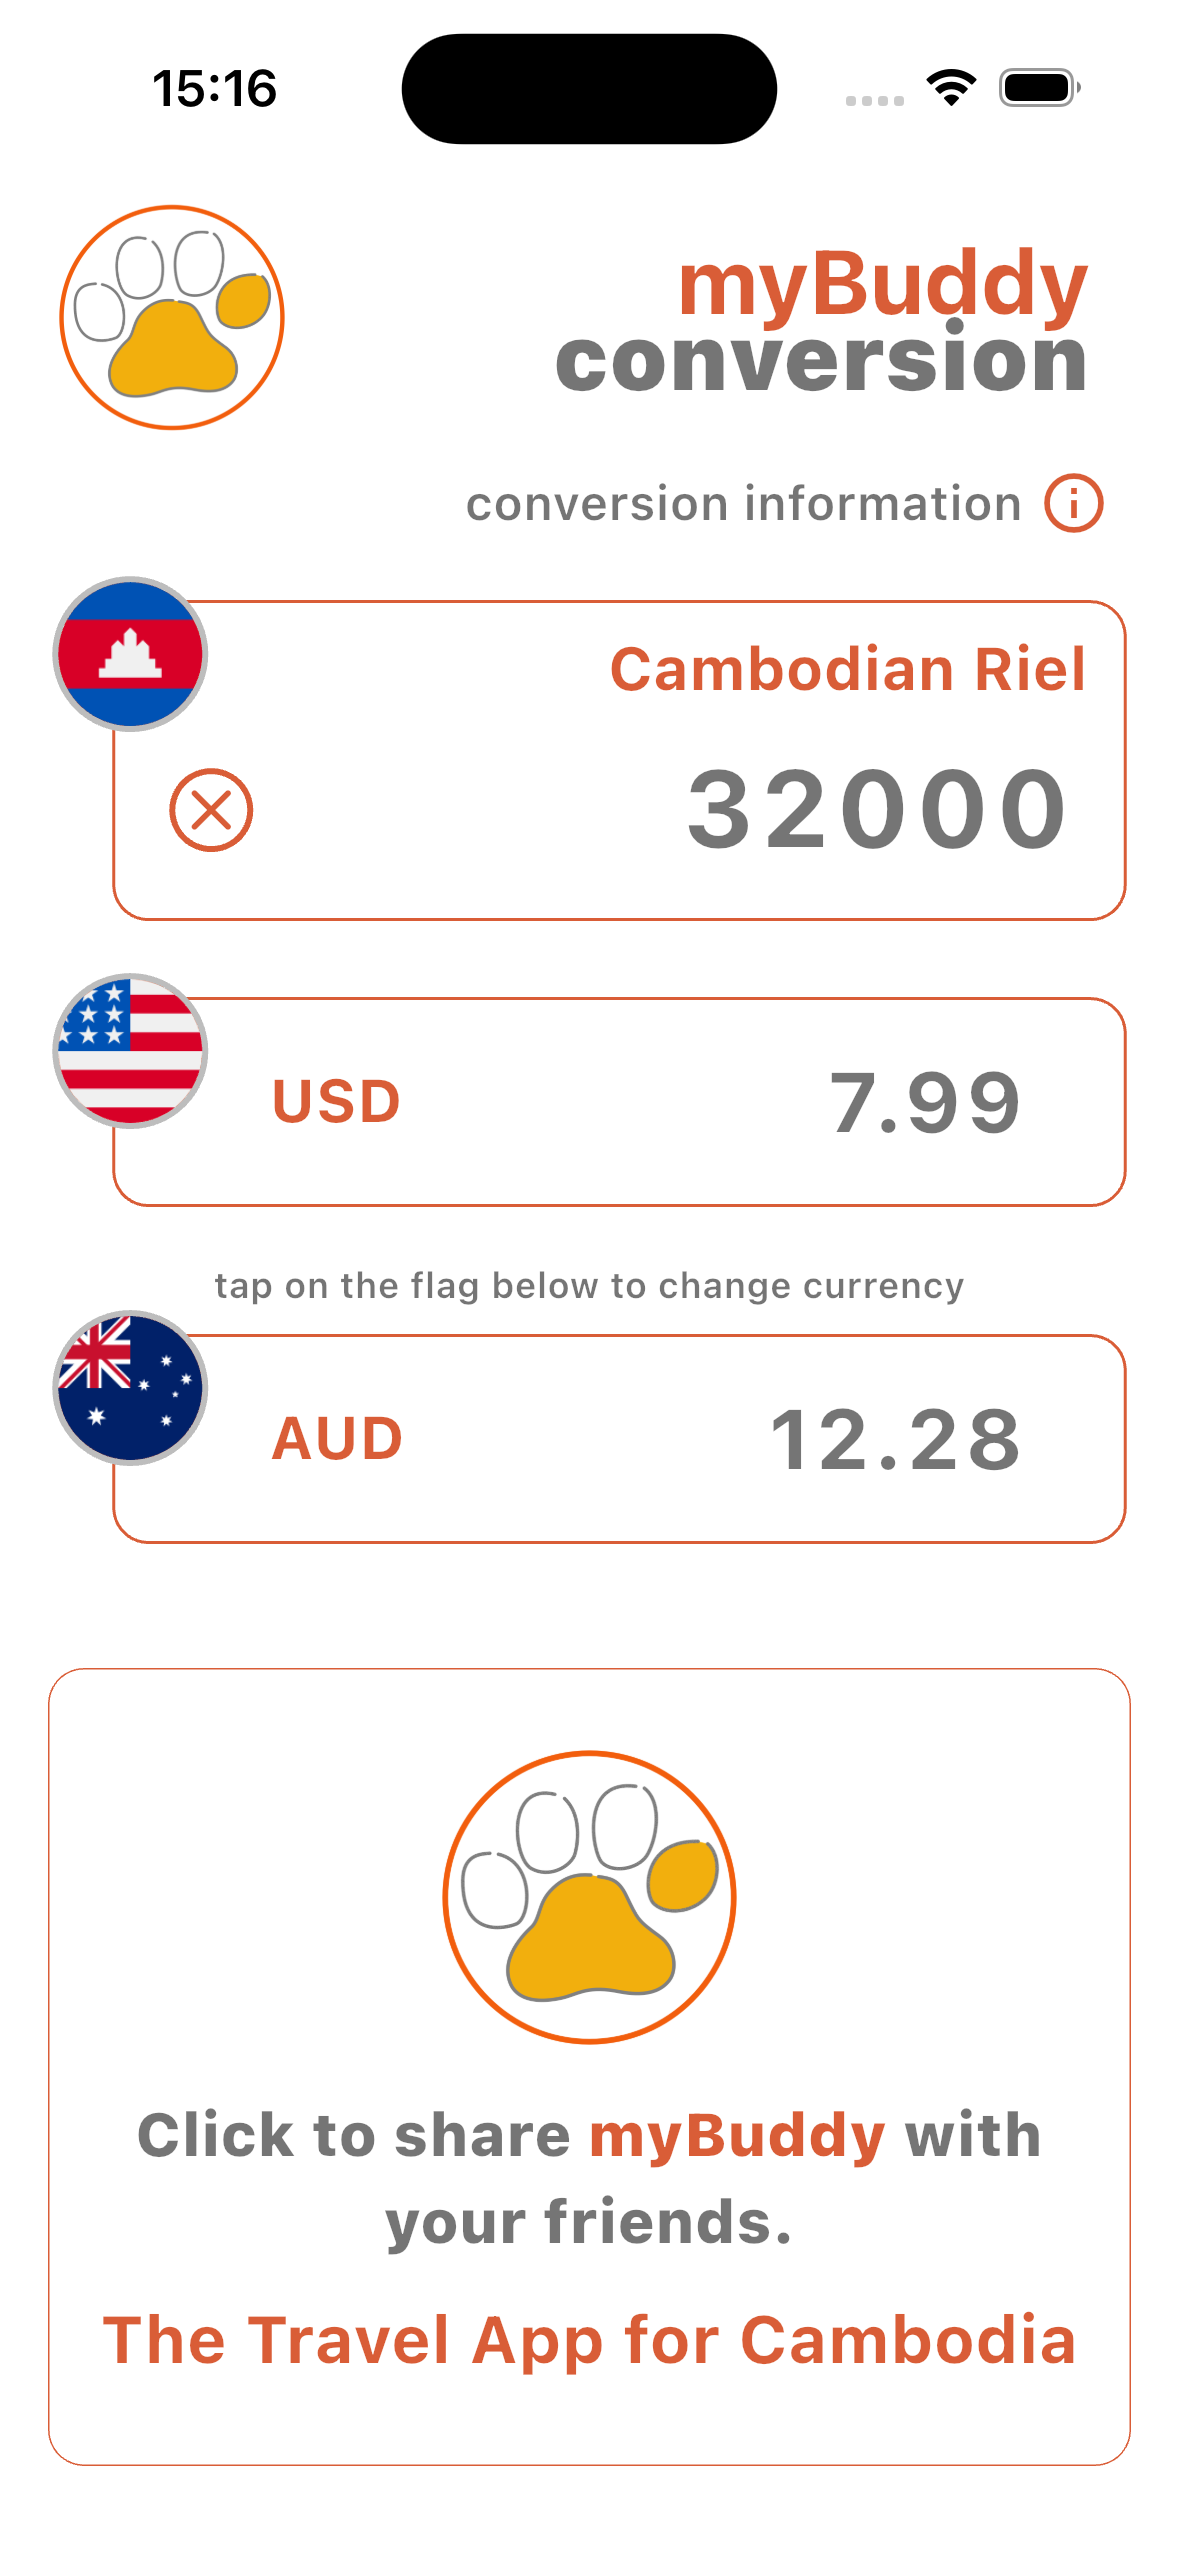 15:16
myBuddy
conversion
conversion information
Cambodian Riel
32000
USD 7.99
tap on the flag below to change currency
AUD 12.28
Click to share myBuddy with
your friends.
The Travel App for Cambodia